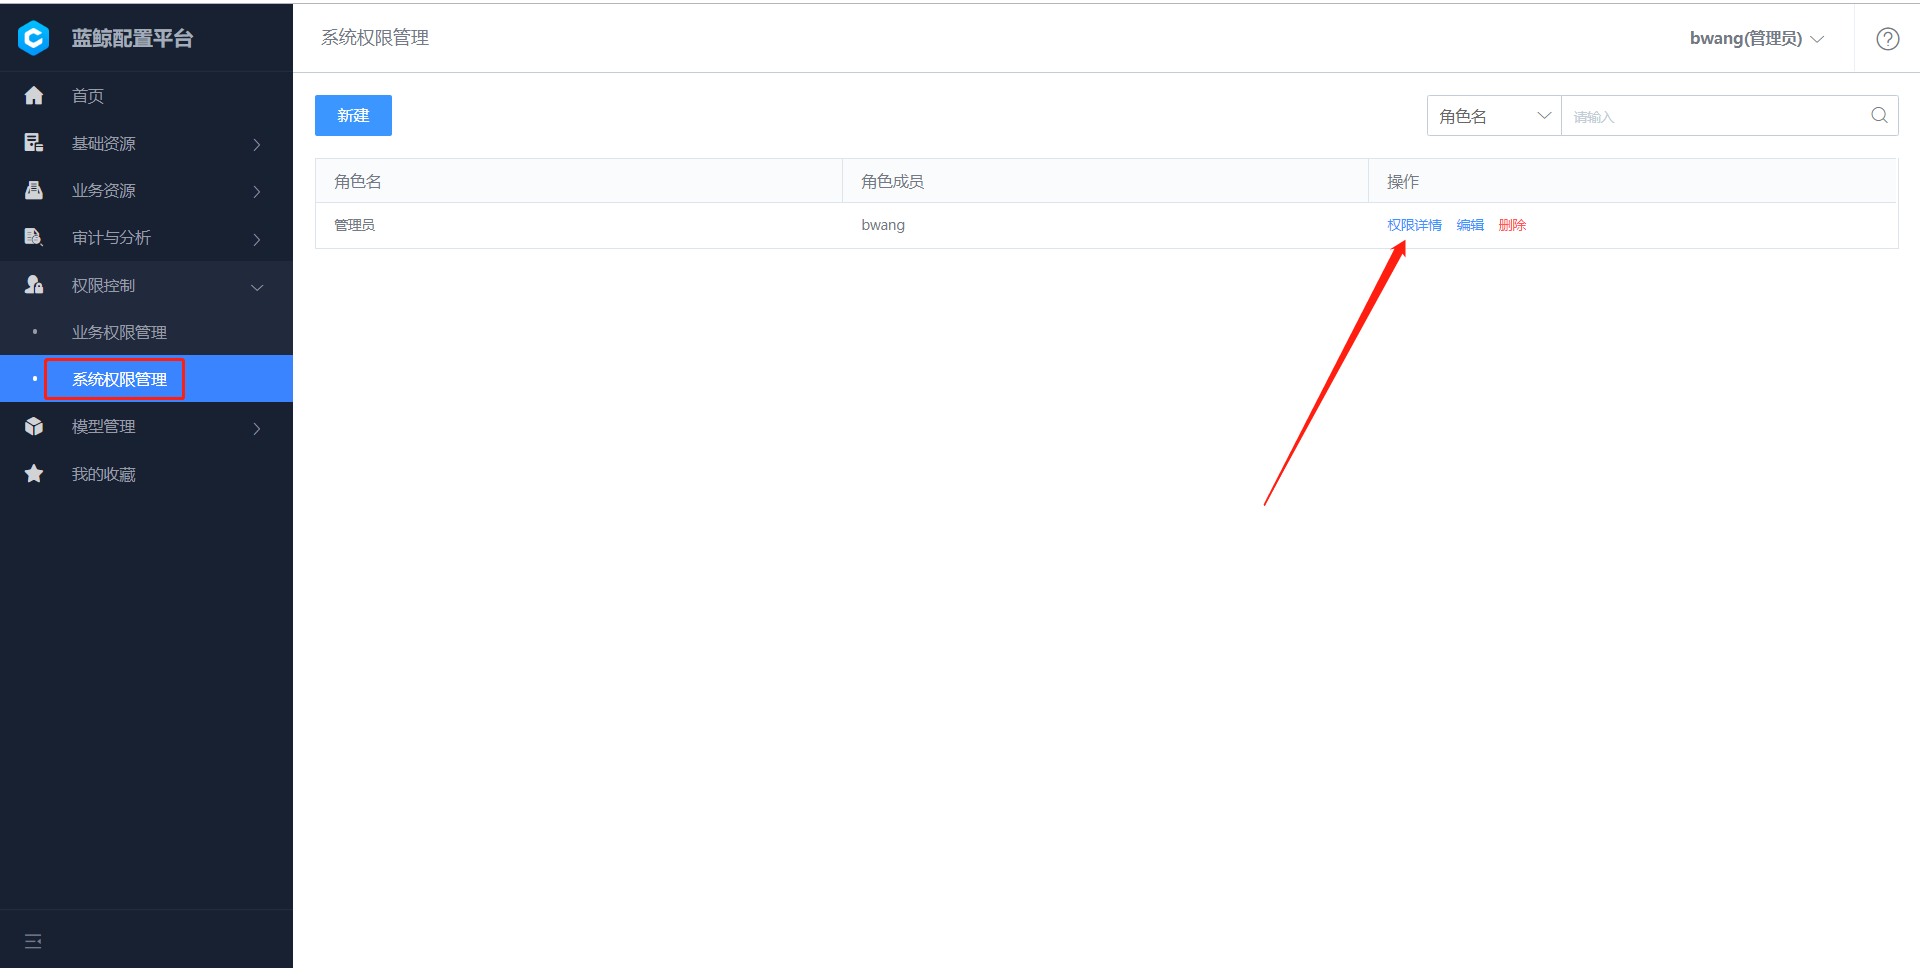 蓝鲸配置平台
系统权限管理
bwang(管理员)
首页
基础资源
业务资源
审计与分析
权限控制
业务权限管理
系统权限管理
模型管理
我的收藏
新建
角色名
请输入
角色名 角色成员 操作
管理员 bwang 权限详情 编辑 删除